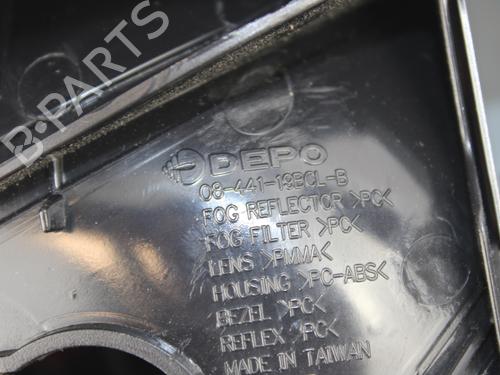 B-PARTS
DEPO
08-441-19BCL-B
FOG REFLECTOR >PC<
FOG FILTER >PC<
LENS >PMMA<
HOUSING >PC-ABS<
BEZEL >PC<
REFLEX >PC<
MADE IN TAIWAN